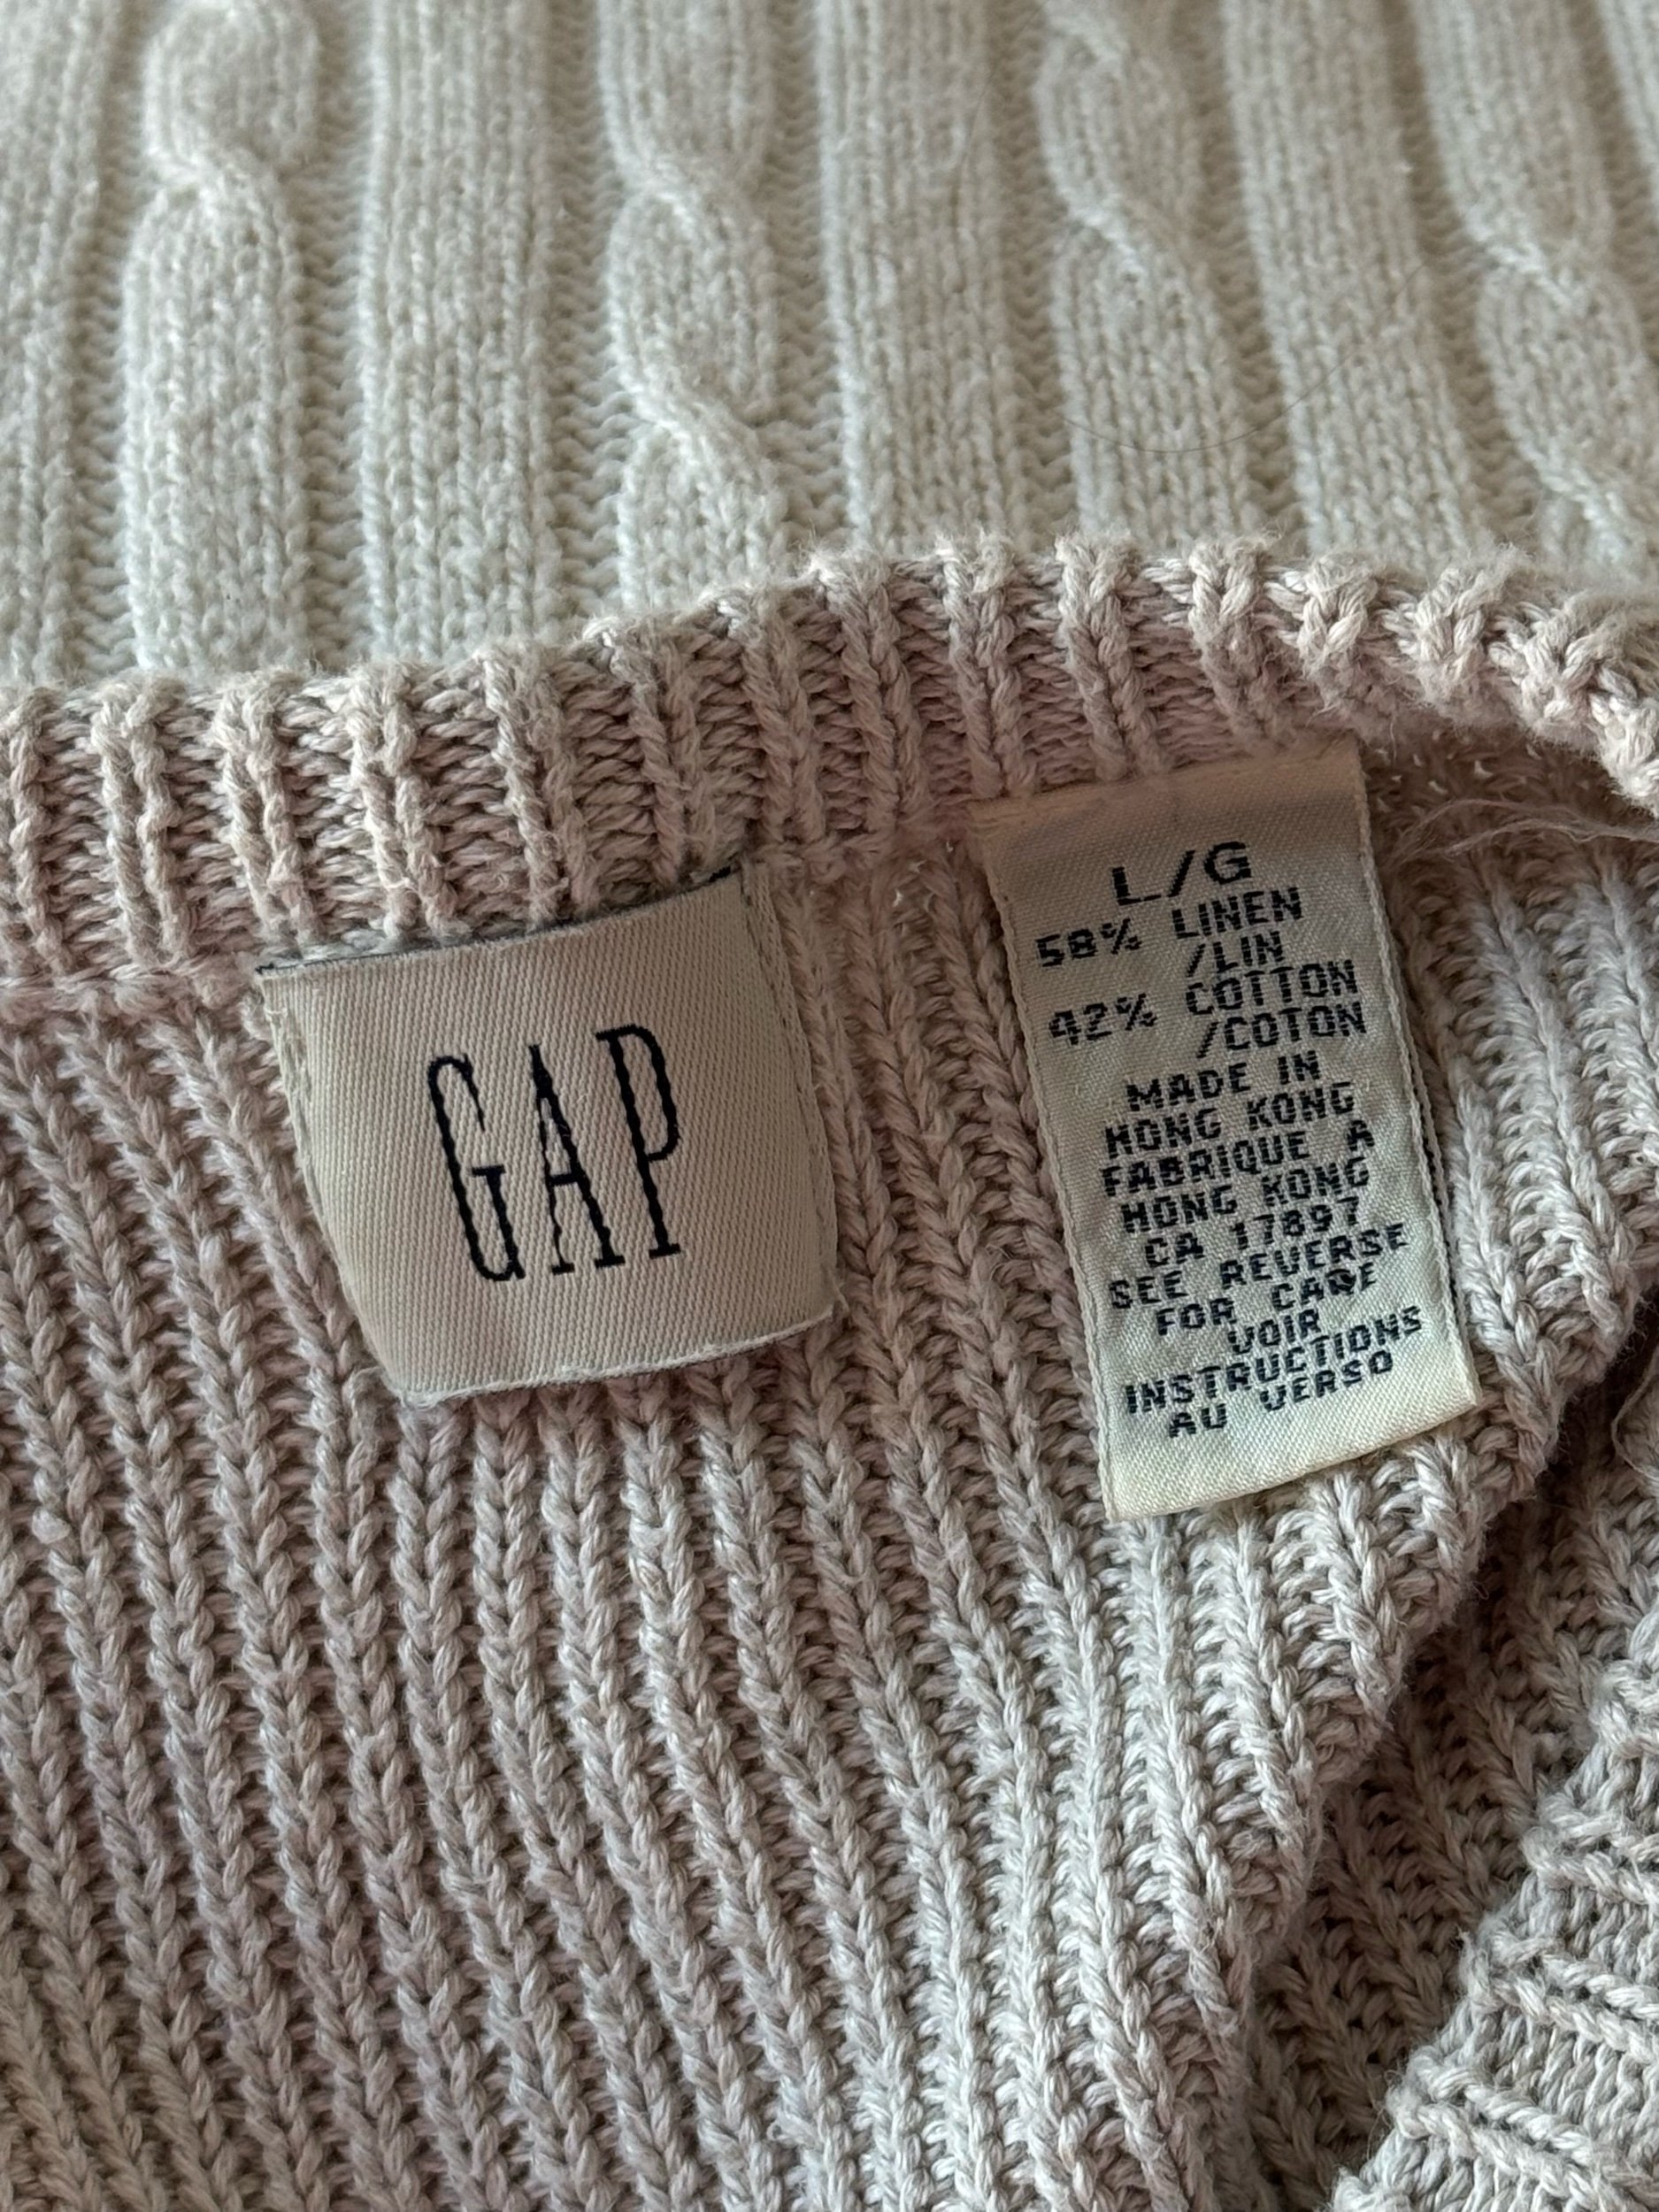 GAP
L/G
58% LINEN
/LIN
42% COTTON
/COTON
MADE IN
HONG KONG
FABRIQUE A
HONG KONG
CA 17897
SEE REVERSE
FOR CARE
VOIR
INSTRUCTIONS
AU VERSO